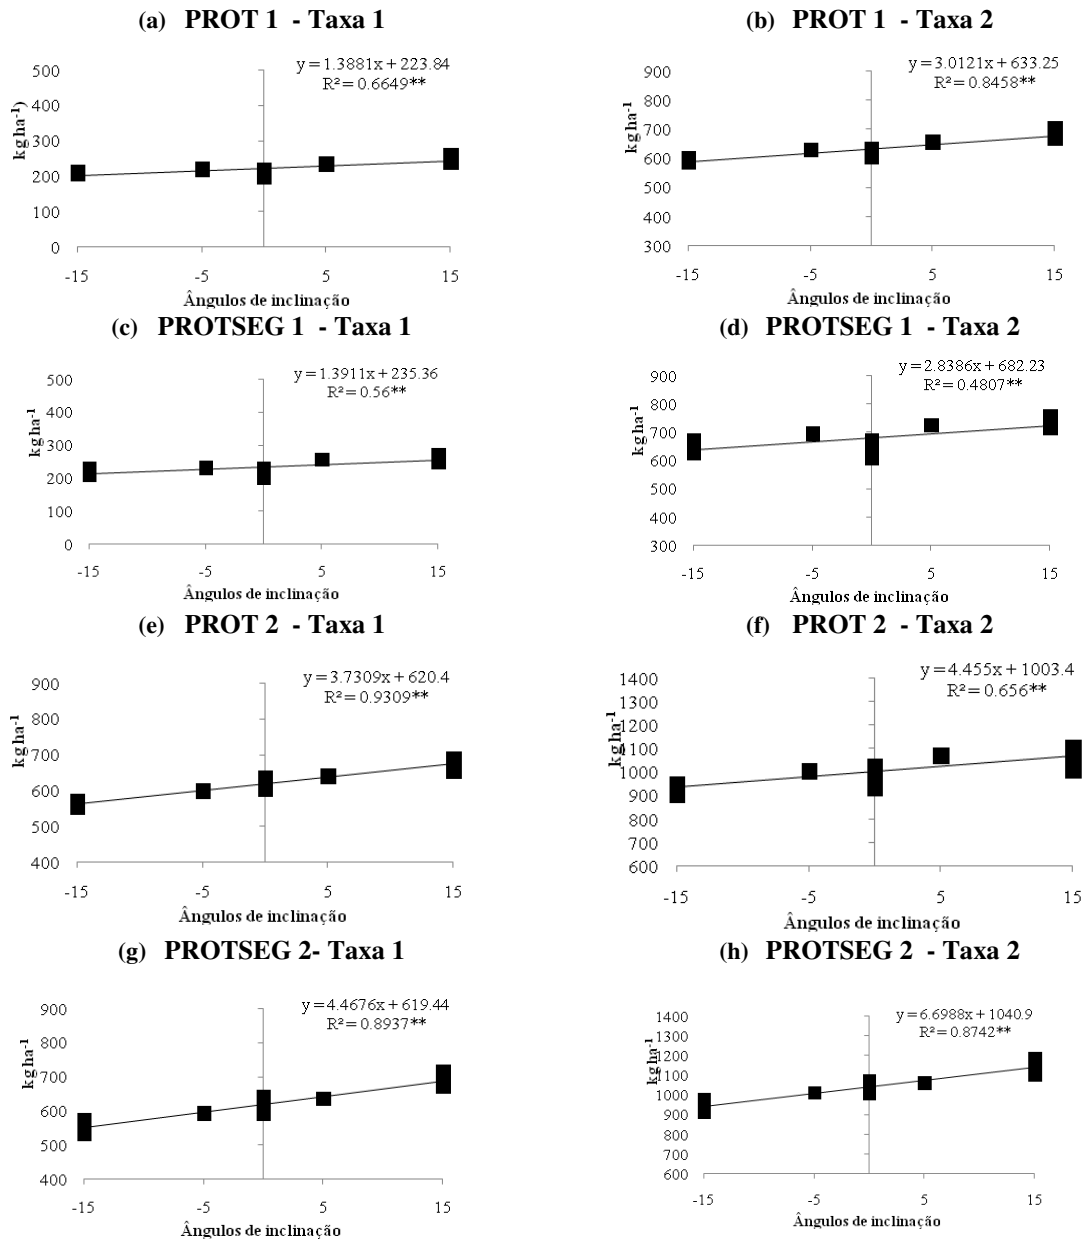 (a) PROT 1 - Taxa 1
y = 1.3881x + 223.84
R² = 0.6649**
kg ha-1)
500
400
300
200
100
0
-15 -5 5 15
Ângulos de inclinação
(b) PROT 1 - Taxa 2
y = 3.0121x + 633.25
R² = 0.8458**
kg ha-1
900
800
700
600
500
400
300
-15 -5 5 15
Ângulos de inclinação
(c) PROTSEG 1 - Taxa 1
y = 1.3911x + 235.36
R² = 0.56**
kg ha-1
500
400
300
200
100
0
-15 -5 5 15
Ângulos de inclinação
(d) PROTSEG 1 - Taxa 2
y = 2.8386x + 682.23
R² = 0.4807**
kg ha-1
900
800
700
600
500
400
300
-15 -5 5 15
Ângulos de inclinação
(e) PROT 2 - Taxa 1
y = 3.7309x + 620.4
R² = 0.9309**
kg ha-1
900
800
700
600
500
400
-15 -5 5 15
Ângulos de inclinação
(f) PROT 2 - Taxa 2
y = 4.455x + 1003.4
R² = 0.656**
kg ha-1
1400
1300
1200
1100
1000
900
800
700
600
-15 -5 5 15
Ângulos de inclinação
(g) PROTSEG 2- Taxa 1
y = 4.4676x + 619.44
R² = 0.8937**
kg ha-1
900
800
700
600
500
400
-15 -5 5 15
Ângulos de inclinação
(h) PROTSEG 2 - Taxa 2
y = 6.6988x + 1040.9
R² = 0.8742**
kg ha-1
1400
1300
1200
1100
1000
900
800
700
600
-15 -5 5 15
Ângulos de inclinação